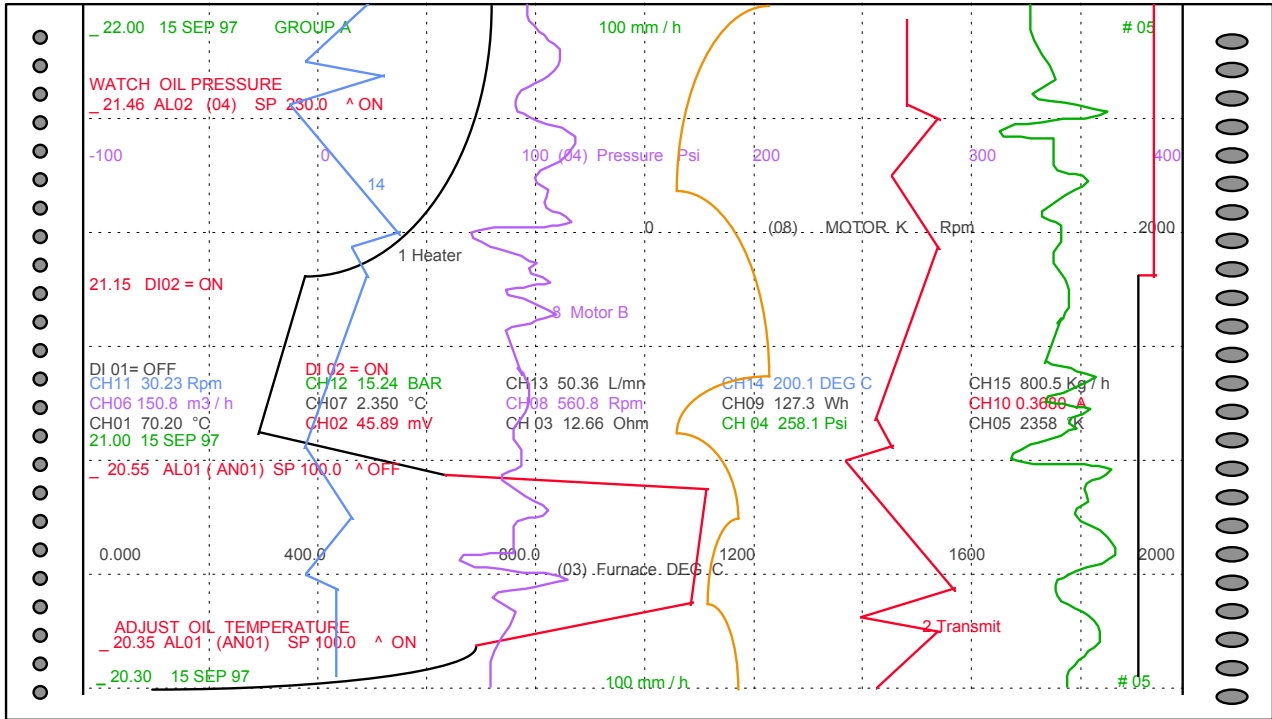 _ 22.00 15 SEP 97 GROUP A 100 mm / h # 05
WATCH OIL PRESSURE
_ 21.46 AL02 (04) SP 230.0 ^ ON
-100 0 100 (04) Pressure Psi 200 300 400
14
0 (08) MOTOR K Rpm 2000
1 Heater
21.15 DI02 = ON
8 Motor B
DI 01= OFF DI 02 = ON
CH11 30.23 Rpm CH12 15.24 BAR CH13 50.36 L/mn CH14 200.1 DEG C CH15 800.5 Kg / h
CH06 150.8 m3 / h CH07 2.350 °C CH08 560.8 Rpm CH09 127.3 Wh CH10 0.3680 A
CH01 70.20 °C CH02 45.89 mV CH 03 12.66 Ohm CH 04 258.1 Psi CH05 2358 °K
21.00 15 SEP 97
_ 20.55 AL01 ( AN01) SP 100.0 ^ OFF
0.000 400.0 800.0 1200 1600 2000
(03) Furnace DEG C
ADJUST OIL TEMPERATURE
_ 20.35 AL01 (AN01) SP 100.0 ^ ON
2 Transmit
_ 20.30 15 SEP 97 100 mm / h # 05